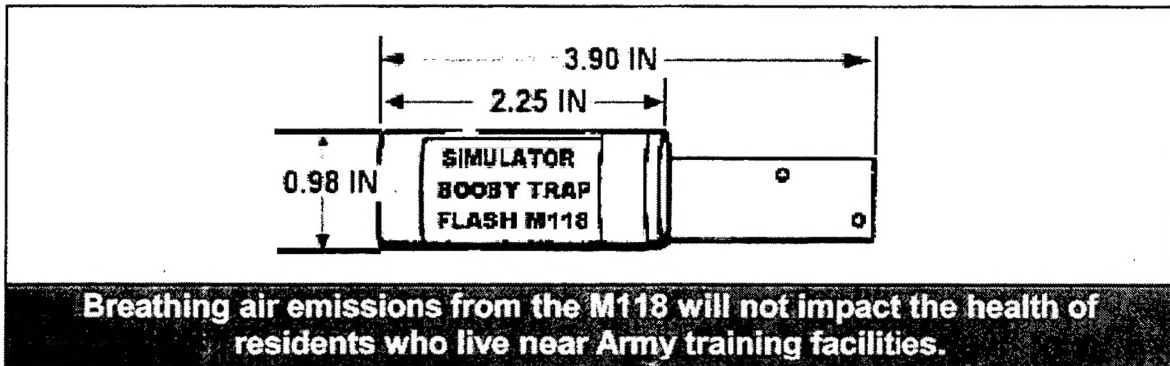 3.90 IN
2.25 IN
0.98 IN
SIMULATOR
BOOBY TRAP
FLASH M118
Breathing air emissions from the M118 will not impact the health of
residents who live near Army training facilities.